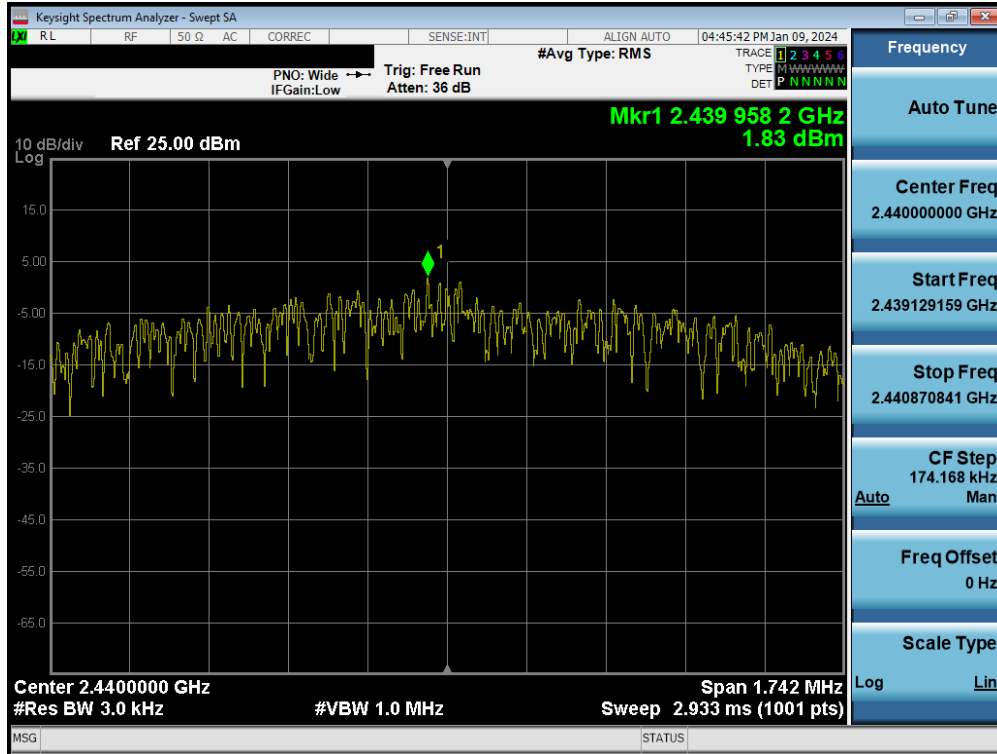 Keysight Spectrum Analyzer - Swept SA
LXI RL RF 50 Ω AC CORREC SENSE:INT ALIGN AUTO 04:45:42 PM Jan 09, 2024
Frequency
#Avg Type: RMS
TRACE 1 2 3 4 5 6
PNO: Wide Trig: Free Run
TYPE M WWWWW
IFGain:Low Atten: 36 dB
DET P N N N N N
Auto Tune
Mkr1 2.439 958 2 GHz
1.83 dBm
10 dB/div Ref 25.00 dBm
Log
15.0
5.00
-5.00
-15.0
-25.0
-35.0
-45.0
-55.0
-65.0
1
Center Freq
2.440000000 GHz
Start Freq
2.439129159 GHz
Stop Freq
2.440870841 GHz
CF Step
174.168 kHz
Auto Man
Freq Offset
0 Hz
Scale Type
Log Lin
Center 2.4400000 GHz Span 1.742 MHz
#Res BW 3.0 kHz #VBW 1.0 MHz Sweep 2.933 ms (1001 pts)
MSG STATUS